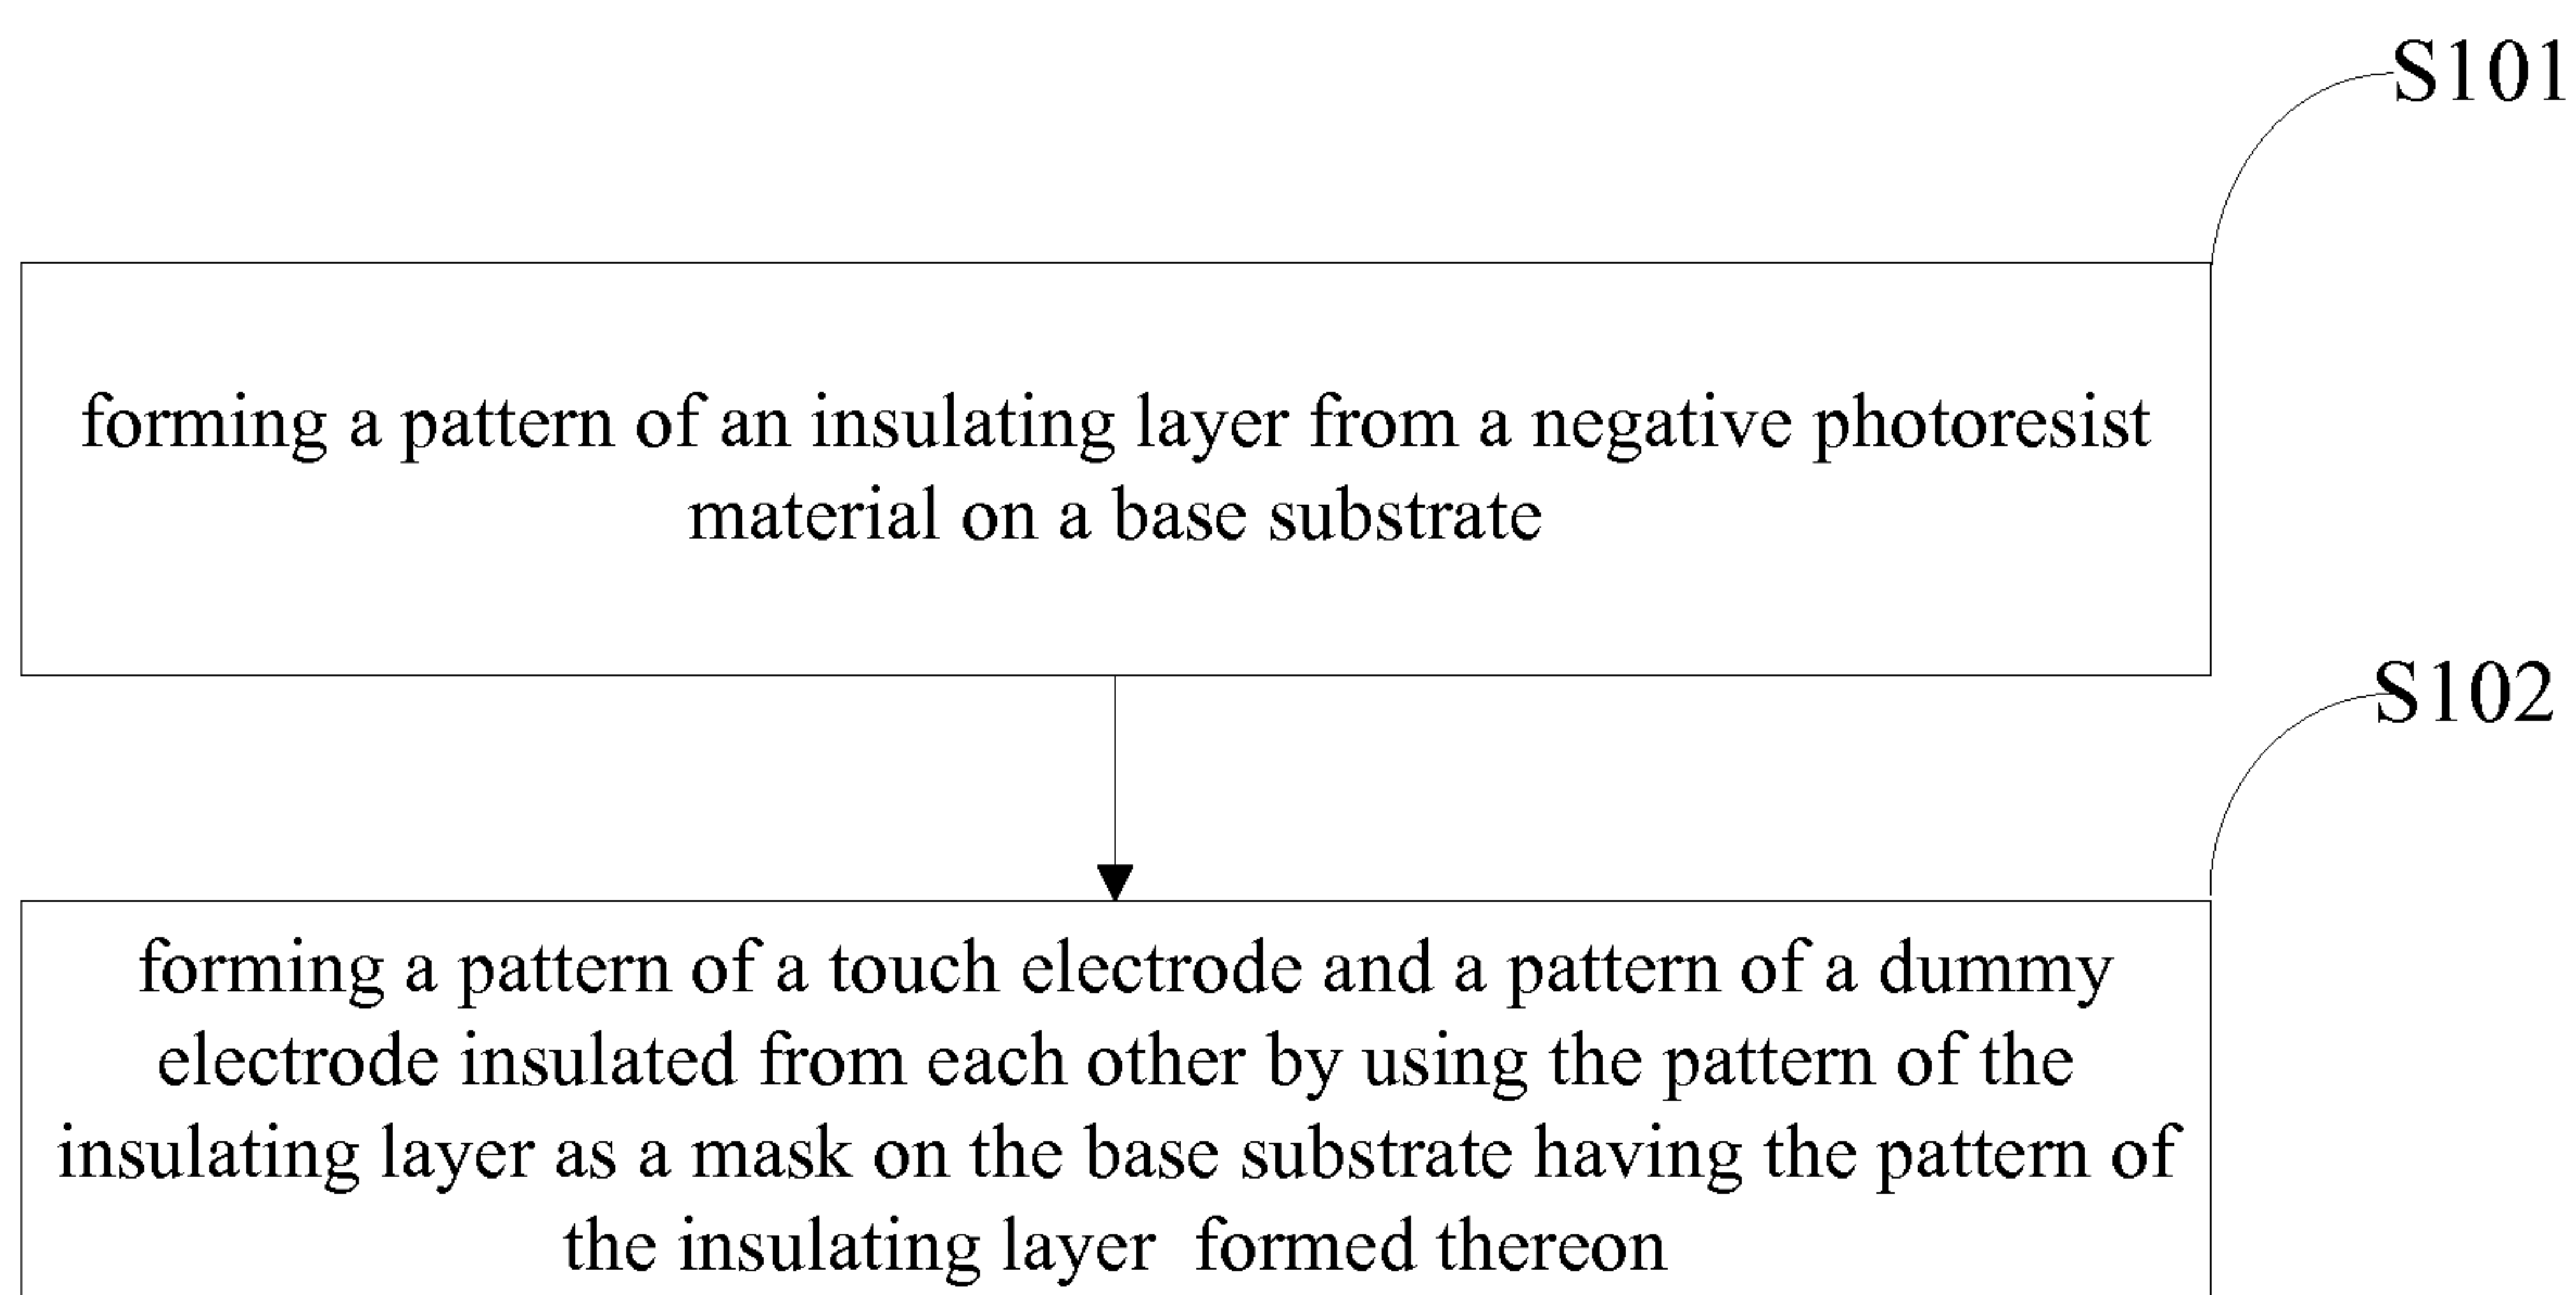 S101
forming a pattern of an insulating layer from a negative photoresist
material on a base substrate
S102
forming a pattern of a touch electrode and a pattern of a dummy
electrode insulated from each other by using the pattern of the
insulating layer as a mask on the base substrate having the pattern of
the insulating layer formed thereon